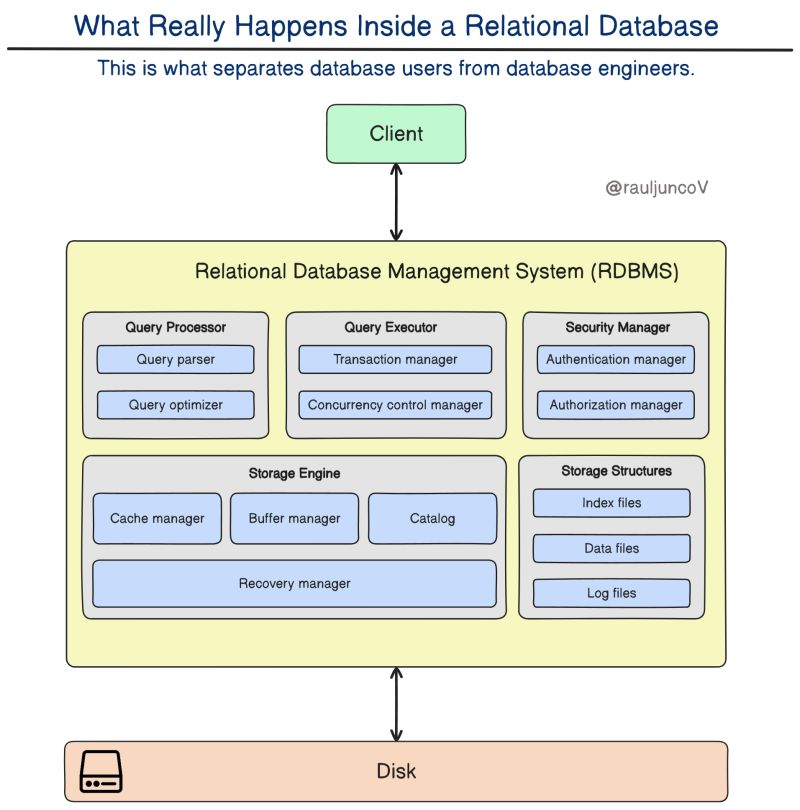 What Really Happens Inside a Relational Database
This is what separates database users from database engineers.
Client
@rauljuncoV
Relational Database Management System (RDBMS)
Query Processor
Query parser
Query optimizer
Query Executor
Transaction manager
Concurrency control manager
Security Manager
Authentication manager
Authorization manager
Storage Engine
Cache manager
Buffer manager
Catalog
Recovery manager
Storage Structures
Index files
Data files
Log files
Disk